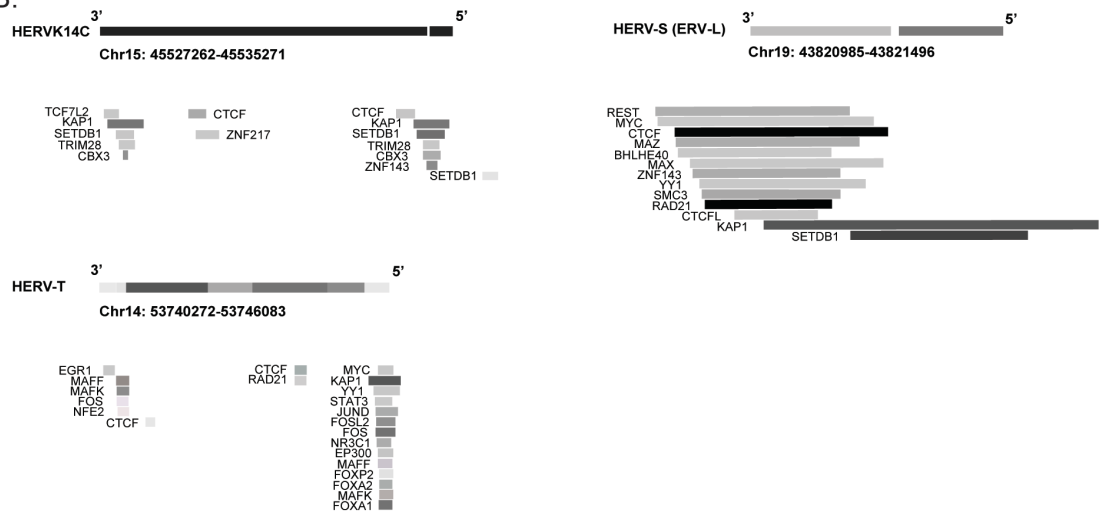 3’ 5’
HERVK14C
Chr15: 45527262-45535271
TCF7L2
KAP1
SETDB1
TRIM28
CBX3
CTCF
ZNF217
CTCF
KAP1
SETDB1
TRIM28
CBX3
ZNF143
SETDB1
3’ 5’
HERV-S (ERV-L)
Chr19: 43820985-43821496
REST
MYC
CTCF
MAZ
BHLHE40
MAX
ZNF143
YY1
SMC3
RAD21
CTCFL
KAP1
SETDB1
3’ 5’
HERV-T
Chr14: 53740272-53746083
EGR1
MAFF
MAFK
FOS
NFE2
CTCF
CTCF
RAD21
MYC
KAP1
YY1
STAT3
JUND
FOSL2
FOS
NR3C1
EP300
MAFF
FOXP2
FOXA2
MAFK
FOXA1